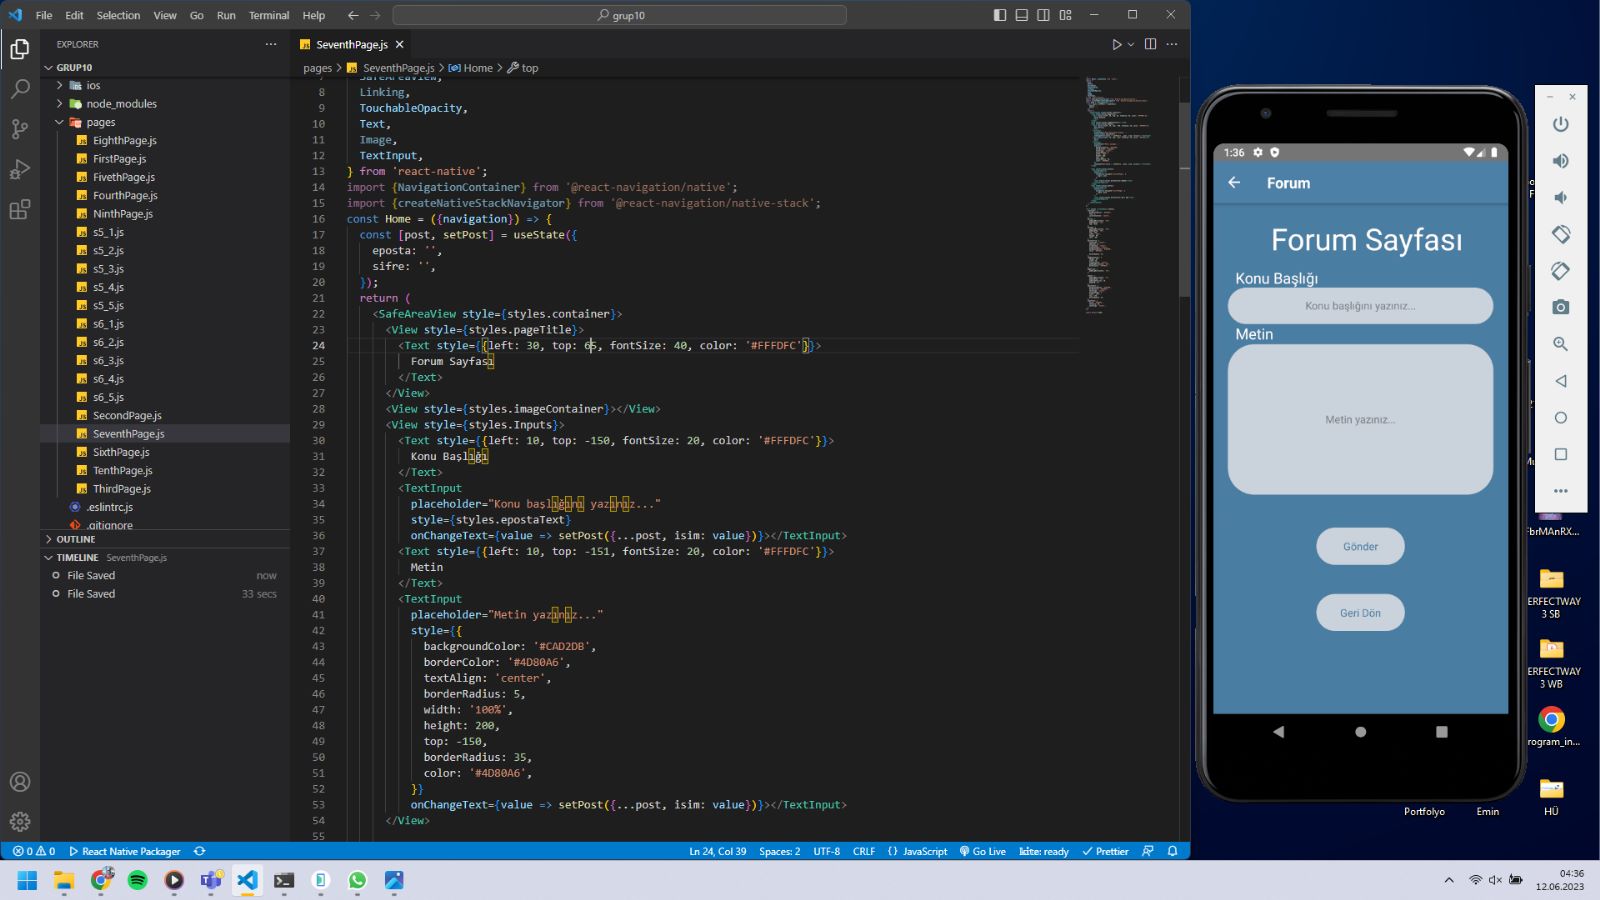 File Edit Selection View Go Run Terminal Help
grup10
EXPLORER
GRUP10
ios
node_modules
pages
EighthPage.js
FirstPage.js
FivethPage.js
FourthPage.js
NinthPage.js
s5_1.js
s5_2.js
s5_3.js
s5_4.js
s5_5.js
s6_1.js
s6_2.js
s6_3.js
s6_4.js
s6_5.js
SecondPage.js
SeventhPage.js
SixthPage.js
TenthPage.js
ThirdPage.js
.eslintrc.js
.gitignore
OUTLINE
TIMELINE SeventhPage.js
File Saved now
File Saved 33 secs
SeventhPage.js
pages > SeventhPage.js > Home > top
7 SafeAreaView,
8 Linking,
9 TouchableOpacity,
10 Text,
11 Image,
12 TextInput,
13 } from 'react-native';
14 import {NavigationContainer} from '@react-navigation/native';
15 import {createNativeStackNavigator} from '@react-navigation/native-stack';
16 const Home = ({navigation}) => {
17 const [post, setPost] = useState({
18 eposta: '',
19 sifre: '',
20 });
21 return (
22 <SafeAreaView style={styles.container}>
23 <View style={styles.pageTitle}>
24 <Text style={{left: 30, top: 65, fontSize: 40, color: '#FFFDFC'}}>
25 Forum Sayfası
26 </Text>
27 </View>
28 <View style={styles.imageContainer}></View>
29 <View style={styles.Inputs}>
30 <Text style={{left: 10, top: -150, fontSize: 20, color: '#FFFDFC'}}>
31 Konu Başlığı
32 </Text>
33 <TextInput
34 placeholder="Konu başlığını yazınız..."
35 style={styles.epostaText}
36 onChangeText={value => setPost({...post, isim: value})}></TextInput>
37 <Text style={{left: 10, top: -151, fontSize: 20, color: '#FFFDFC'}}>
38 Metin
39 </Text>
40 <TextInput
41 placeholder="Metin yazınız..."
42 style={{
43 backgroundColor: '#CAD2DB',
44 borderColor: '#4D80A6',
45 textAlign: 'center',
46 borderRadius: 5,
47 width: '100%',
48 height: 200,
49 top: -150,
50 borderRadius: 35,
51 color: '#4D80A6',
52 }}
53 onChangeText={value => setPost({...post, isim: value})}></TextInput>
54 </View>
55
0 0 React Native Packager
Ln 24, Col 39 Spaces: 2 UTF-8 CRLF {} JavaScript Go Live kite: ready Prettier
1:36
Forum
Forum Sayfası
Konu Başlığı
Konu başlığını yazınız...
Metin
Metin yazınız...
Gönder
Geri Dön
ERFECTWAY
3 SB
ERFECTWAY
3 WB
rogram_in...
Portfolyo
Emin
HÜ
04:36
12.06.2023